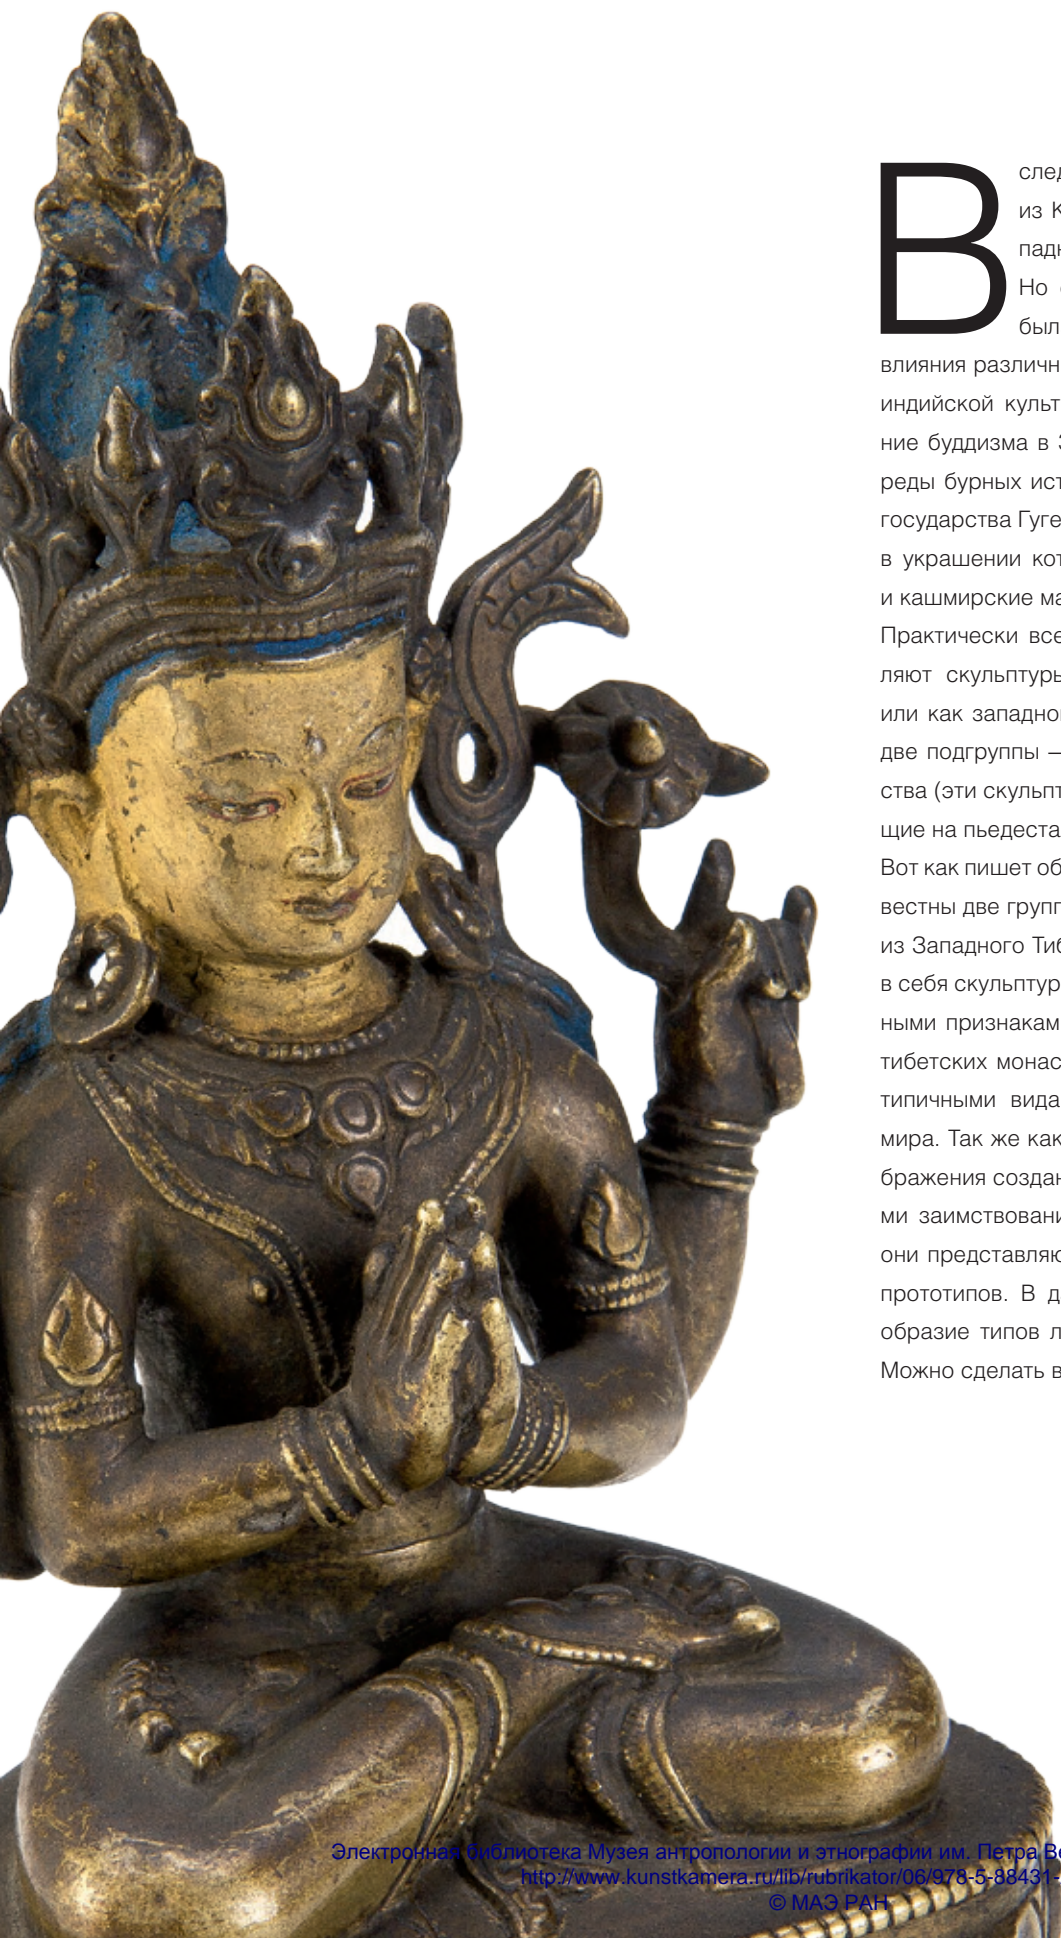 В
след
из К
падн
Но
был
влияния различн
индийской культ
ние буддизма в З
реды бурных ист
государства Гуге
в украшении кот
и кашмирские ма
Практически все
ляют скульптуры
или как западно
две подгруппы —
ства (эти скульпт
щие на пьедеста
Вот как пишет об
вестны две групп
из Западного Тиб
в себя скульптур
ными признакам
тибетских монас
типичными вида
мира. Так же как
бражения создан
ми заимствовани
они представляю
прототипов. В д
образие типов л
Можно сделать в
Электронная библиотека Музея антропологии и этнографии им. Петра Ве
http://www.kunstkamera.ru/lib/rubrikator/06/978-5-88431-
© МАЭ РАН